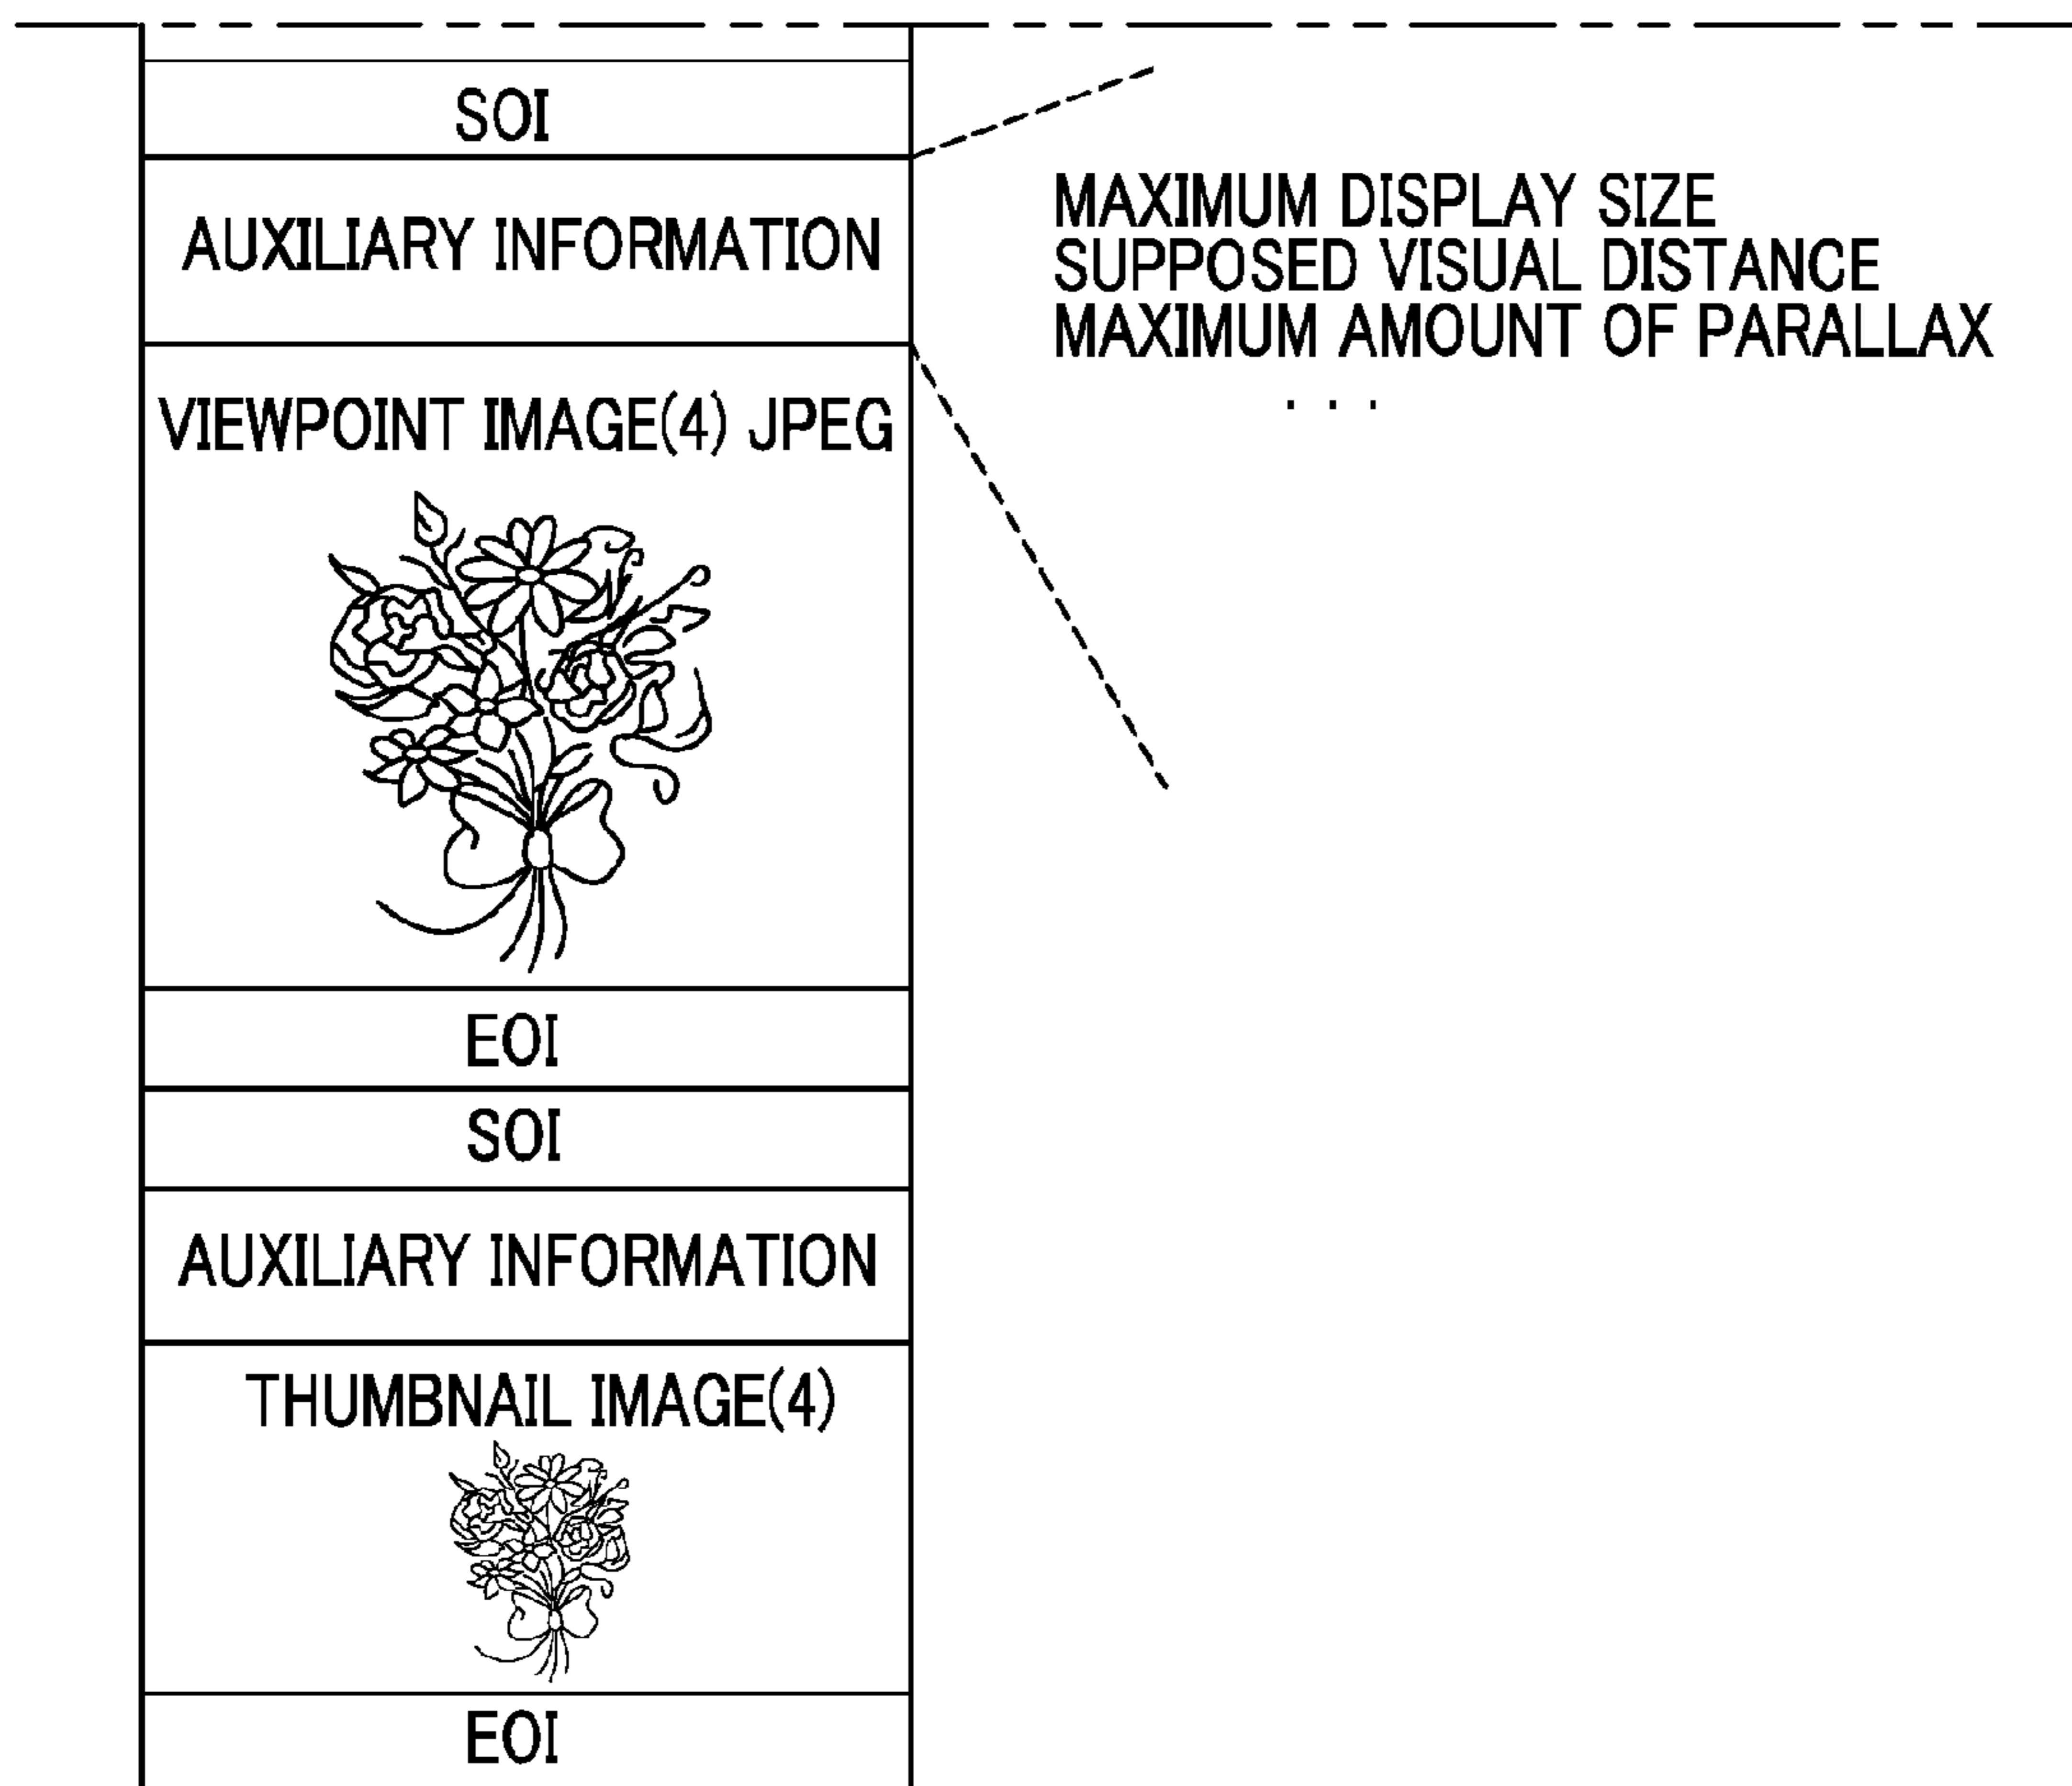 SOI
AUXILIARY INFORMATION
MAXIMUM DISPLAY SIZE
SUPPOSED VISUAL DISTANCE
MAXIMUM AMOUNT OF PARALLAX
. . .
VIEWPOINT IMAGE(4) JPEG
EOI
SOI
AUXILIARY INFORMATION
THUMBNAIL IMAGE(4)
EOI